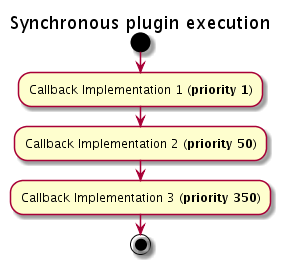 Synchronous plugin execution
Callback Implementation 1 (priority 1)
Callback Implementation 2 (priority 50)
Callback Implementation 3 (priority 350)